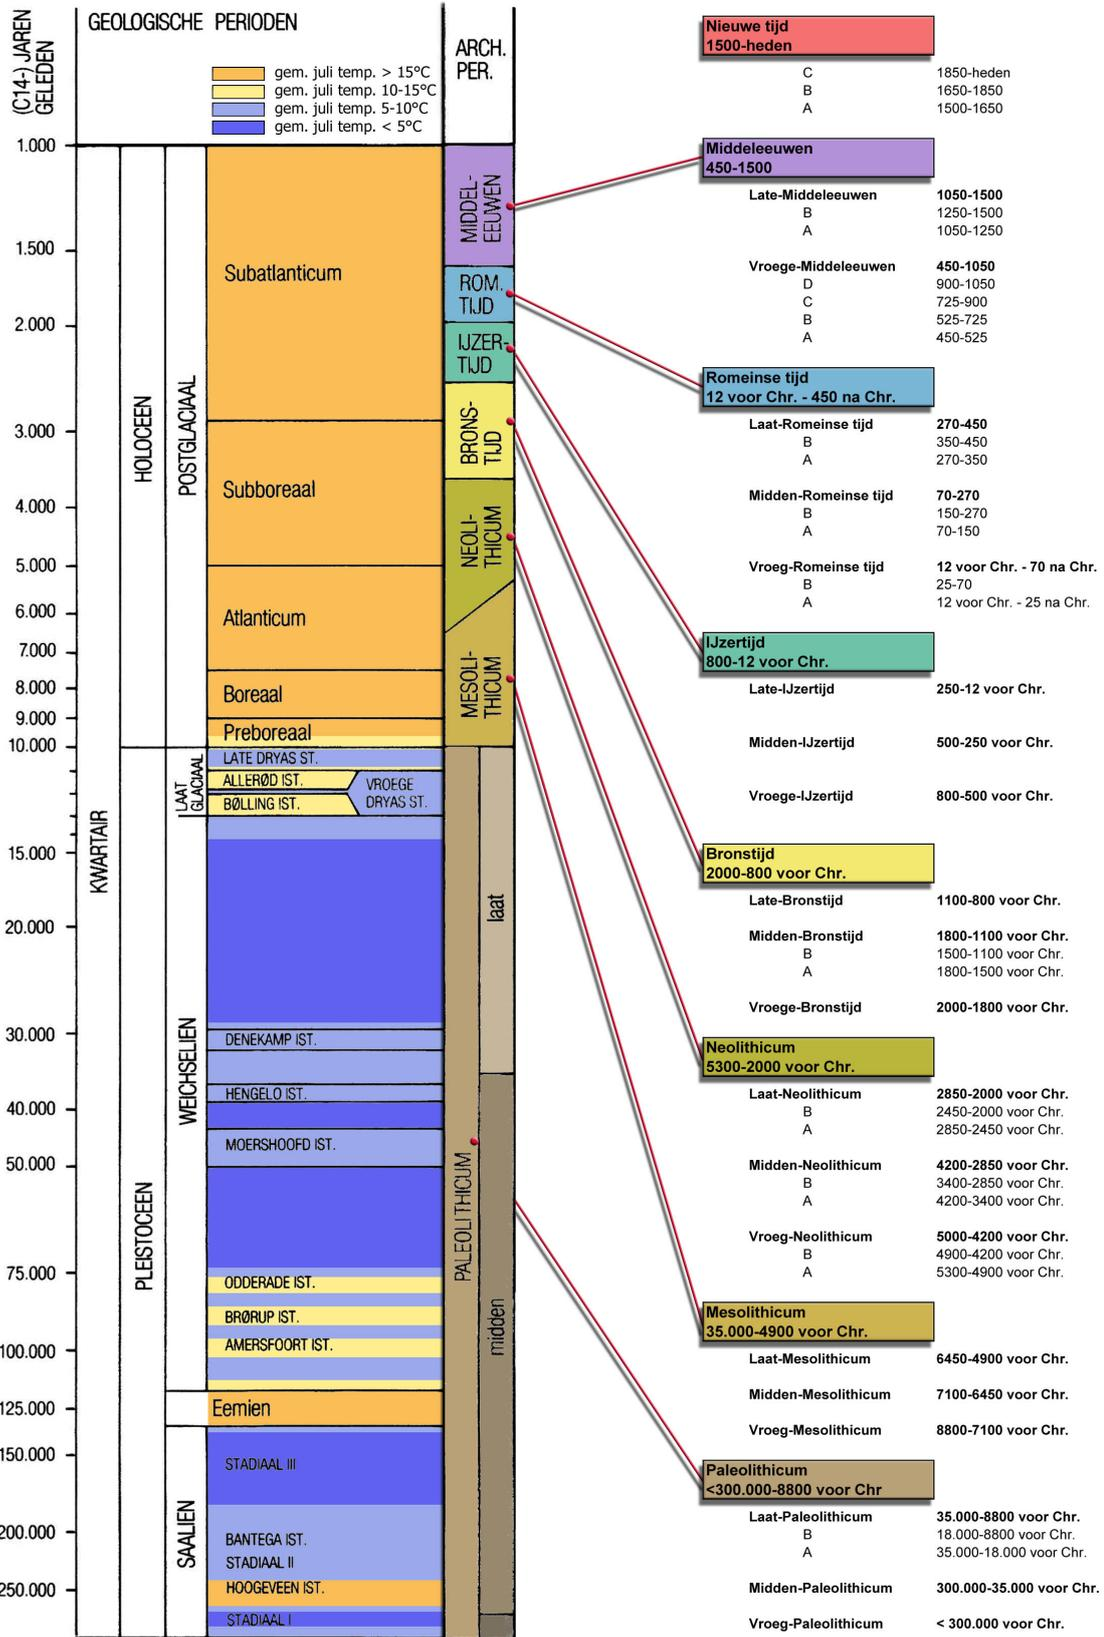 (C14-) JAREN
GELEDEN
GEOLOGISCHE PERIODEN
gem. juli temp. > 15°C
gem. juli temp. 10-15°C
gem. juli temp. 5-10°C
gem. juli temp. < 5°C
ARCH.
PER.
1.000
1.500
2.000
3.000
4.000
5.000
6.000
7.000
8.000
9.000
10.000
15.000
20.000
30.000
40.000
50.000
75.000
100.000
125.000
150.000
200.000
250.000
KWARTAIR
HOLOCEEN
PLEISTOCEEN
POSTGLACIAAL
LAAT
GLACIAAL
WEICHSELIEN
SAALIEN
Subatlanticum
Subboreaal
Atlanticum
Boreaal
Preboreaal
LATE DRYAS ST.
ALLERØD IST.
VROEGE
DRYAS ST.
BØLLING IST.
DENEKAMP IST.
HENGELO IST.
MOERSHOOFD IST.
ODDERADE IST.
BRØRUP IST.
AMERSFOORT IST.
Eemien
STADIAAL III
BANTEGA IST.
STADIAAL II
HOOGEVEEN IST.
STADIAAL I
MIDDEL-
EEUWEN
ROM.
TIJD
IJZER-
TIJD
BRONS-
TIJD
NEOLI-
THICUM
MESOLI-
THICUM
PALEOLITHICUM
laat
midden
Nieuwe tijd
1500-heden
C 1850-heden
B 1650-1850
A 1500-1650
Middeleeuwen
450-1500
Late-Middeleeuwen 1050-1500
B 1250-1500
A 1050-1250
Vroege-Middeleeuwen 450-1050
D 900-1050
C 725-900
B 525-725
A 450-525
Romeinse tijd
12 voor Chr. - 450 na Chr.
Laat-Romeinse tijd 270-450
B 350-450
A 270-350
Midden-Romeinse tijd 70-270
B 150-270
A 70-150
Vroeg-Romeinse tijd 12 voor Chr. - 70 na Chr.
B 25-70
A 12 voor Chr. - 25 na Chr.
IJzertijd
800-12 voor Chr.
Late-IJzertijd 250-12 voor Chr.
Midden-IJzertijd 500-250 voor Chr.
Vroege-IJzertijd 800-500 voor Chr.
Bronstijd
2000-800 voor Chr.
Late-Bronstijd 1100-800 voor Chr.
Midden-Bronstijd 1800-1100 voor Chr.
B 1500-1100 voor Chr.
A 1800-1500 voor Chr.
Vroege-Bronstijd 2000-1800 voor Chr.
Neolithicum
5300-2000 voor Chr.
Laat-Neolithicum 2850-2000 voor Chr.
B 2450-2000 voor Chr.
A 2850-2450 voor Chr.
Midden-Neolithicum 4200-2850 voor Chr.
B 3400-2850 voor Chr.
A 4200-3400 voor Chr.
Vroeg-Neolithicum 5000-4200 voor Chr.
B 4900-4200 voor Chr.
A 5300-4900 voor Chr.
Mesolithicum
35.000-4900 voor Chr.
Laat-Mesolithicum 6450-4900 voor Chr.
Midden-Mesolithicum 7100-6450 voor Chr.
Vroeg-Mesolithicum 8800-7100 voor Chr.
Paleolithicum
<300.000-8800 voor Chr
Laat-Paleolithicum 35.000-8800 voor Chr.
B 18.000-8800 voor Chr.
A 35.000-18.000 voor Chr.
Midden-Paleolithicum 300.000-35.000 voor Chr.
Vroeg-Paleolithicum < 300.000 voor Chr.